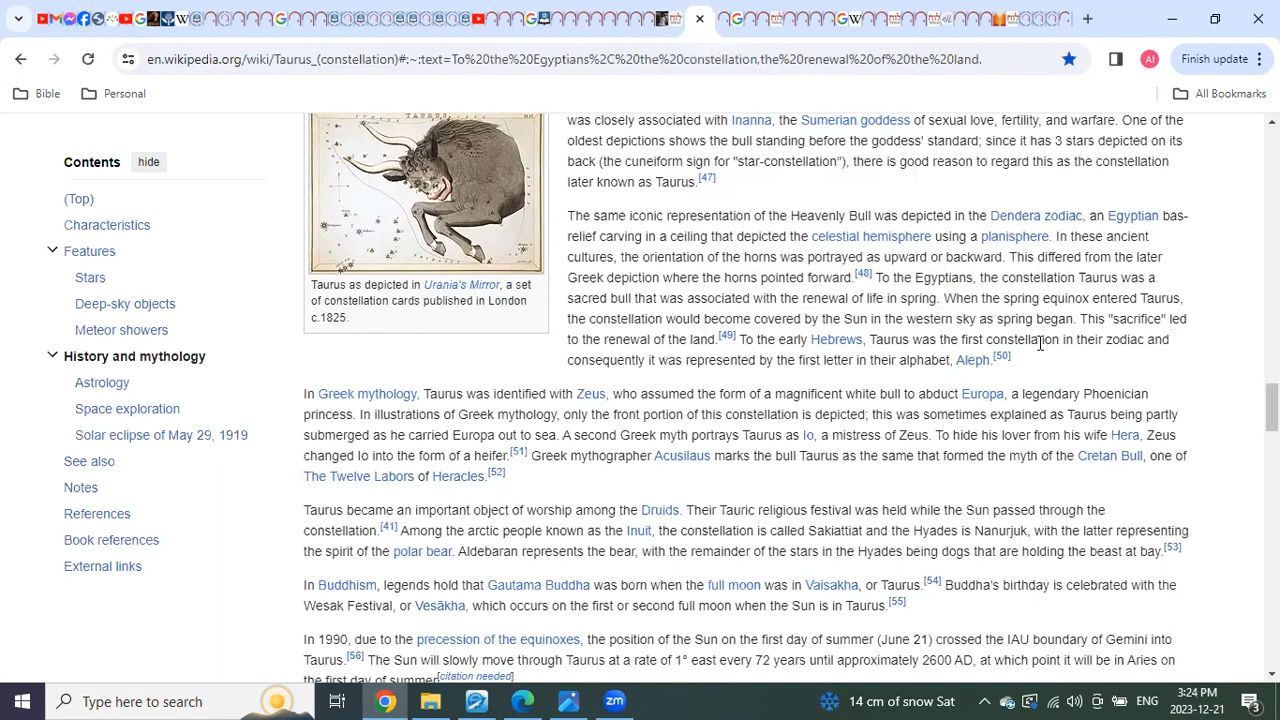 Finish update
en.wikipedia.org/wiki/Taurus_(constellation)#:~:text=To%20the%20Egyptians%2C%20the%20constellation,the%20renewal%20of%20the%20land.
AI
Bible
Personal
All Bookmarks
Contents
hide
(Top)
Characteristics
Features
Stars
Deep-sky objects
Meteor showers
History and mythology
Astrology
Space exploration
Solar eclipse of May 29, 1919
See also
Notes
References
Book references
External links
TAURUS
Taurus as depicted in Urania's Mirror, a set
of constellation cards published in London
c.1825.
was closely associated with Inanna, the Sumerian goddess of sexual love, fertility, and warfare. One of the
oldest depictions shows the bull standing before the goddess' standard; since it has 3 stars depicted on its
back (the cuneiform sign for "star-constellation"), there is good reason to regard this as the constellation
later known as Taurus.[47]
The same iconic representation of the Heavenly Bull was depicted in the Dendera zodiac, an Egyptian bas-
relief carving in a ceiling that depicted the celestial hemisphere using a planisphere. In these ancient
cultures, the orientation of the horns was portrayed as upward or backward. This differed from the later
Greek depiction where the horns pointed forward.[48] To the Egyptians, the constellation Taurus was a
sacred bull that was associated with the renewal of life in spring. When the spring equinox entered Taurus,
the constellation would become covered by the Sun in the western sky as spring began. This "sacrifice" led
to the renewal of the land.[49] To the early Hebrews, Taurus was the first constellation in their zodiac and
consequently it was represented by the first letter in their alphabet, Aleph.[50]
In Greek mythology, Taurus was identified with Zeus, who assumed the form of a magnificent white bull to abduct Europa, a legendary Phoenician
princess. In illustrations of Greek mythology, only the front portion of this constellation is depicted; this was sometimes explained as Taurus being partly
submerged as he carried Europa out to sea. A second Greek myth portrays Taurus as Io, a mistress of Zeus. To hide his lover from his wife Hera, Zeus
changed Io into the form of a heifer.[51] Greek mythographer Acusilaus marks the bull Taurus as the same that formed the myth of the Cretan Bull, one of
The Twelve Labors of Heracles.[52]
Taurus became an important object of worship among the Druids. Their Tauric religious festival was held while the Sun passed through the
constellation.[41] Among the arctic people known as the Inuit, the constellation is called Sakiattiat and the Hyades is Nanurjuk, with the latter representing
the spirit of the polar bear. Aldebaran represents the bear, with the remainder of the stars in the Hyades being dogs that are holding the beast at bay.[53]
In Buddhism, legends hold that Gautama Buddha was born when the full moon was in Vaisakha, or Taurus.[54] Buddha's birthday is celebrated with the
Wesak Festival, or Vesākha, which occurs on the first or second full moon when the Sun is in Taurus.[55]
In 1990, due to the precession of the equinoxes, the position of the Sun on the first day of summer (June 21) crossed the IAU boundary of Gemini into
Taurus.[56] The Sun will slowly move through Taurus at a rate of 1° east every 72 years until approximately 2600 AD, at which point it will be in Aries on
the first day of summer.[citation needed]
Type here to search
zm
14 cm of snow Sat
ENG
3:24 PM
2023-12-21
3